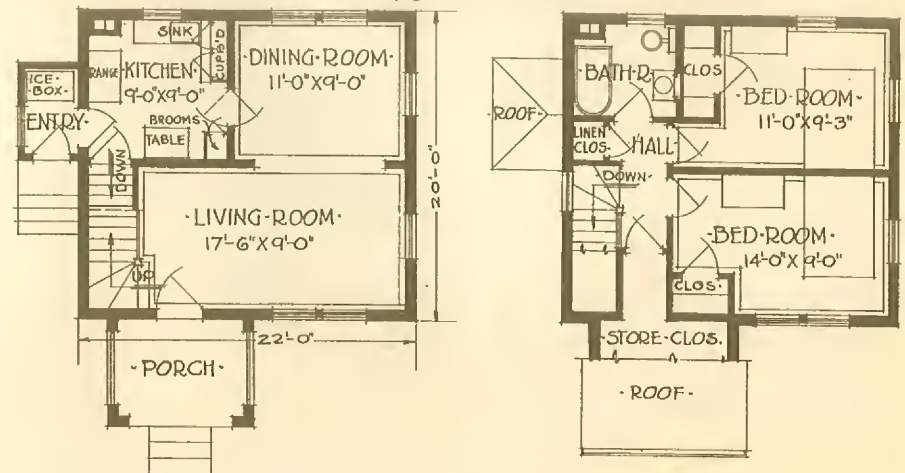 SINK
CUPB'D
RANGE
·KITCHEN·
9'-0"X9'-0"
·DINING·ROOM·
11'-0"X9'-0"
ICE·
BOX·
·ENTRY·
BROOMS
TABLE
DOWN
20'-0"
·LIVING·ROOM·
17'-6"X9'-0"
UP
22'-0"
·PORCH·
·BATH·R·
CLOS
·BED·ROOM·
11'-0"X9'-3"
·ROOF·
LINEN
CLOS·
·HALL·
·DOWN·
·BED·ROOM·
14'-0"X9'-0"
CLOS·
·STORE·CLOS.
·ROOF·